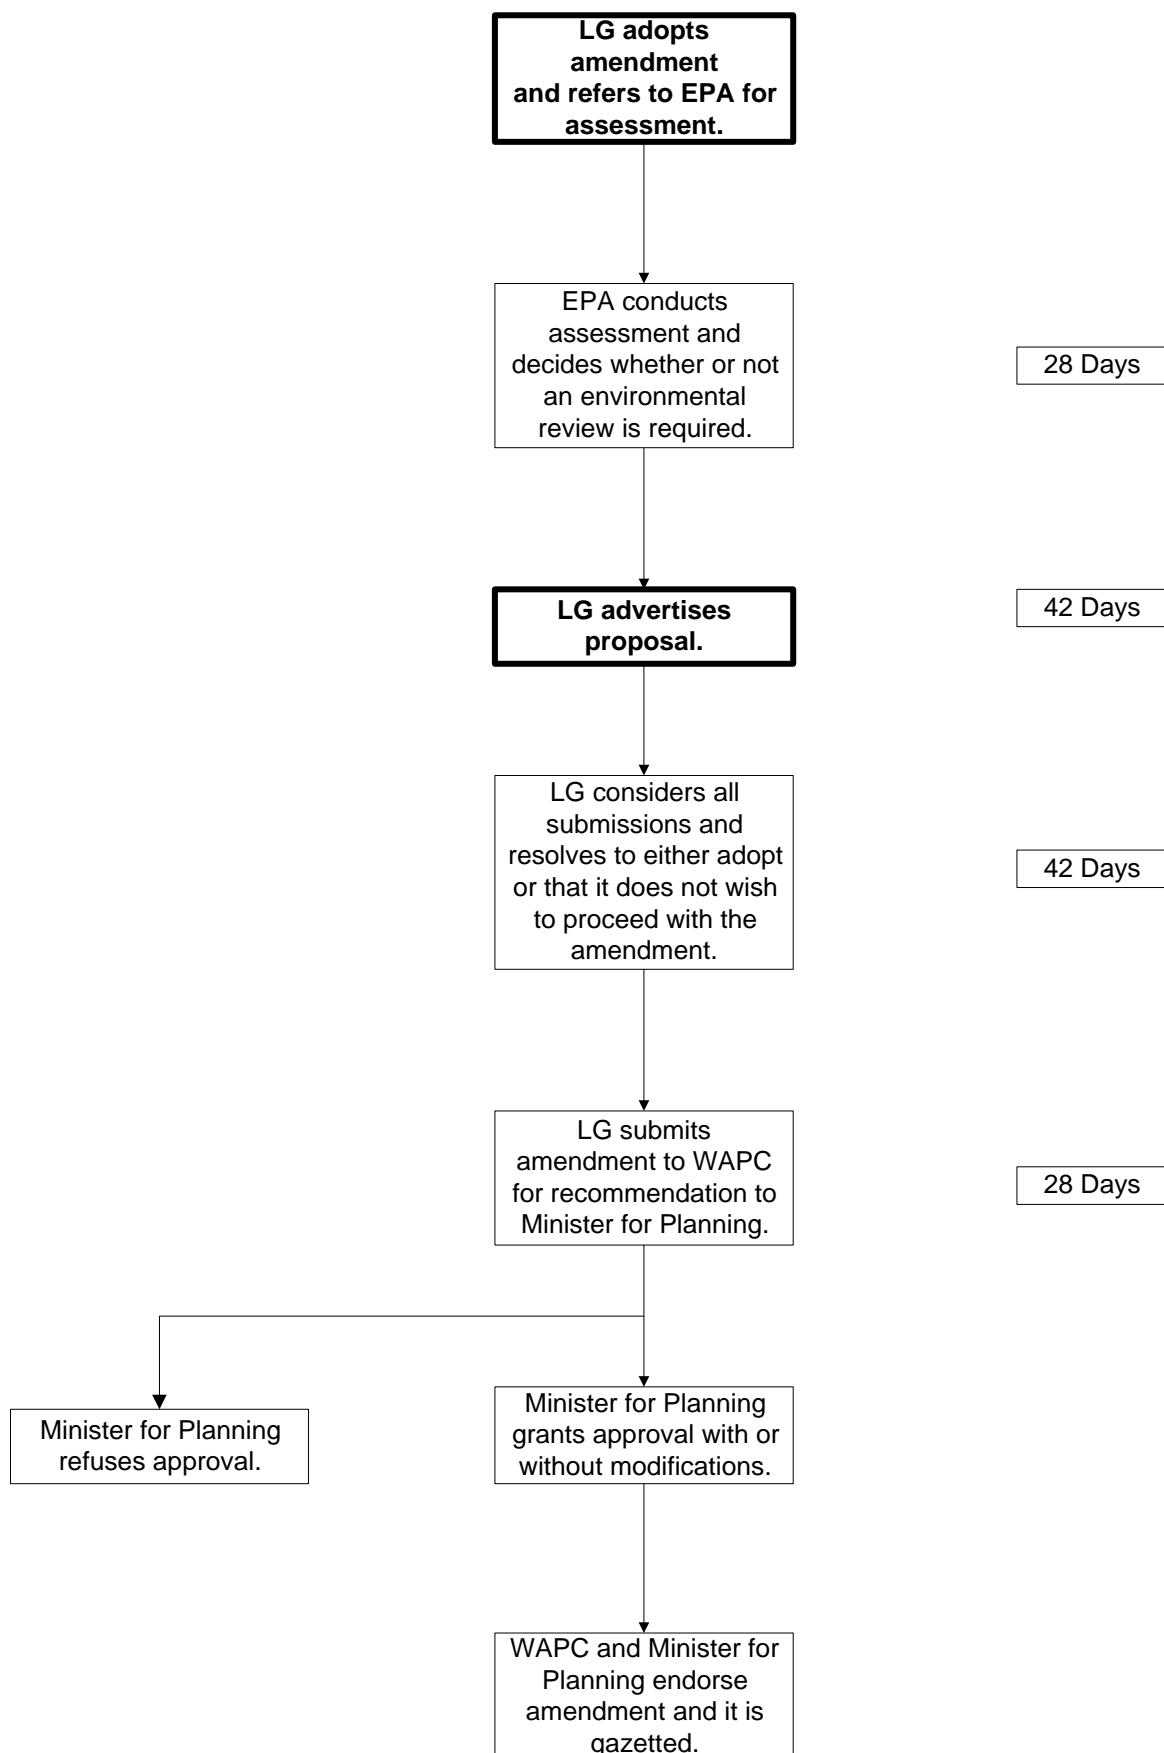 LG adopts
amendment
and refers to EPA for
assessment.
EPA conducts
assessment and
decides whether or not
an environmental
review is required.
28 Days
LG advertises
proposal.
42 Days
LG considers all
submissions and
resolves to either adopt
or that it does not wish
to proceed with the
amendment.
42 Days
LG submits
amendment to WAPC
for recommendation to
Minister for Planning.
28 Days
Minister for Planning
refuses approval.
Minister for Planning
grants approval with or
without modifications.
WAPC and Minister for
Planning endorse
amendment and it is
gazetted.